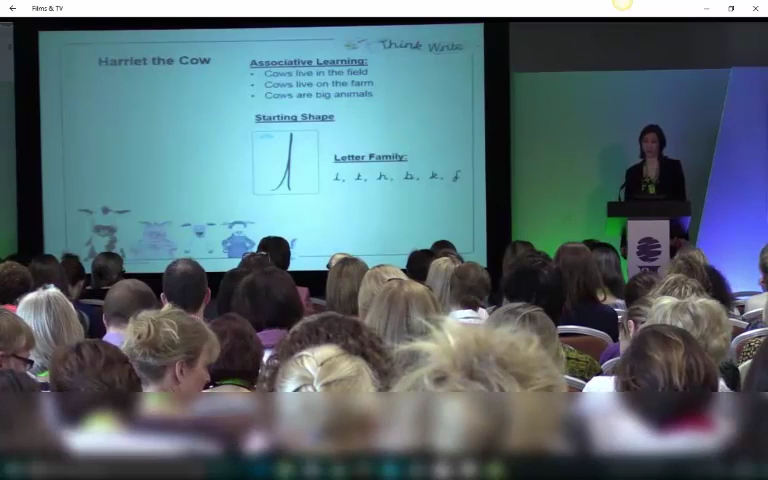 Films & TV
Think Write
Harriet the Cow
Associative Learning:
• Cows live in the field
• Cows live on the farm
• Cows are big animals
Starting Shape
Letter Family:
l, t, h, b, k, f